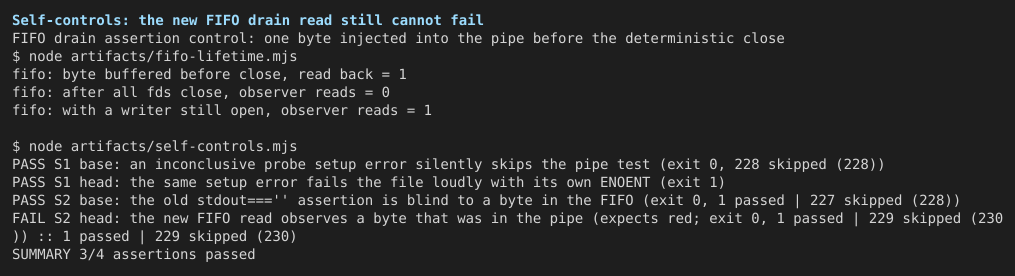 Self-controls: the new FIFO drain read still cannot fail
FIFO drain assertion control: one byte injected into the pipe before the deterministic close
$ node artifacts/fifo-lifetime.mjs
fifo: byte buffered before close, read back = 1
fifo: after all fds close, observer reads = 0
fifo: with a writer still open, observer reads = 1

$ node artifacts/self-controls.mjs
PASS S1 base: an inconclusive probe setup error silently skips the pipe test (exit 0, 228 skipped (228))
PASS S1 head: the same setup error fails the file loudly with its own ENOENT (exit 1)
PASS S2 base: the old stdout==='' assertion is blind to a byte in the FIFO (exit 0, 1 passed | 227 skipped (228))
FAIL S2 head: the new FIFO read observes a byte that was in the pipe (expects red; exit 0, 1 passed | 229 skipped (230
)) :: 1 passed | 229 skipped (230)
SUMMARY 3/4 assertions passed